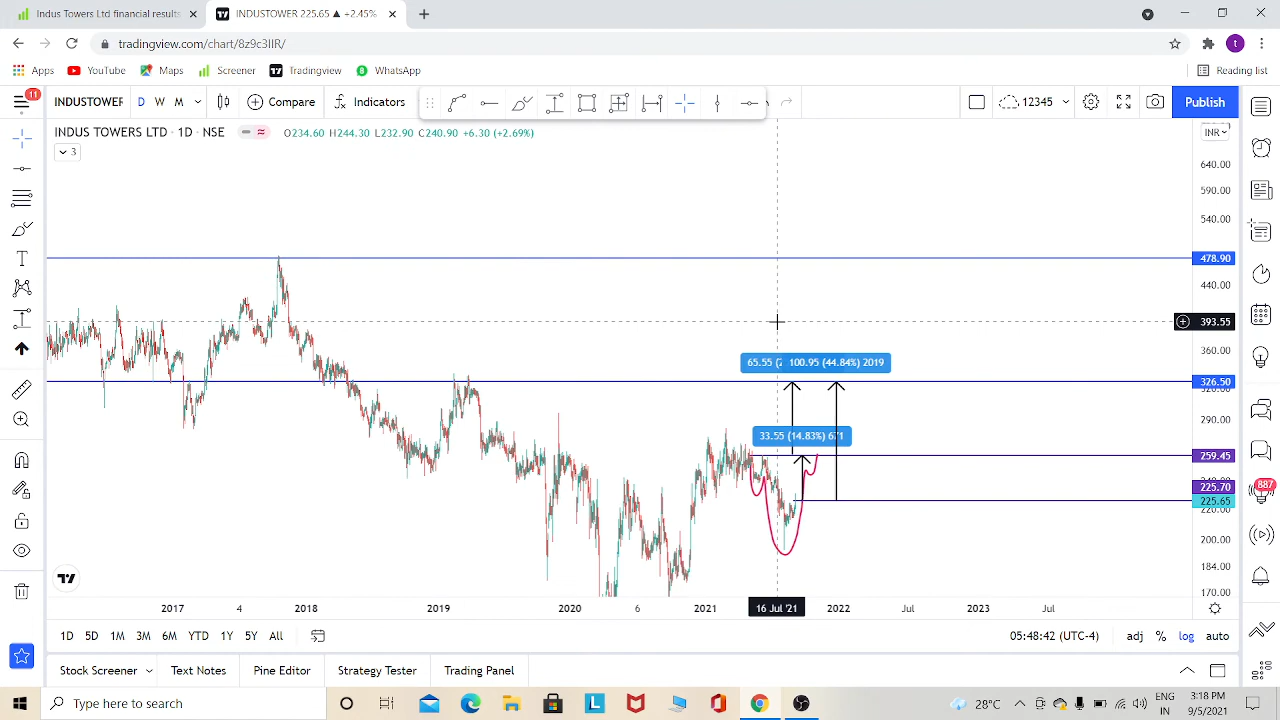 Indus Towers Ltd financial results
INDUSTOWER 225.65 ▲ +2.45%
tradingview.com/chart/8z9c3IIR/
t
Apps YouTube Maps Screener Tradingview WhatsApp Reading list
11 INDUSTOWER D W M Compare Indicators 12345 Publish
INDUS TOWERS LTD · 1D · NSE O234.60 H244.30 L232.90 C240.90 +6.30 (+2.69%) INR
3
640.00
590.00
540.00
478.90
440.00
393.55
360.00
65.55 100.95 (44.84%) 2019
326.50
290.00
33.55 (14.83%) 671
259.45
225.70
887
225.65
220.00
200.00
184.00
170.00
2017 4 2018 2019 2020 6 2021 16 Jul '21 2022 Jul 2023 Jul
1D 5D 1M 3M 6M YTD 1Y 5Y All 05:48:42 (UTC-4) adj % log auto
Stock Screener Text Notes Pine Editor Strategy Tester Trading Panel
Type here to search 28°C ENG IN 3:18 PM 9/5/2021